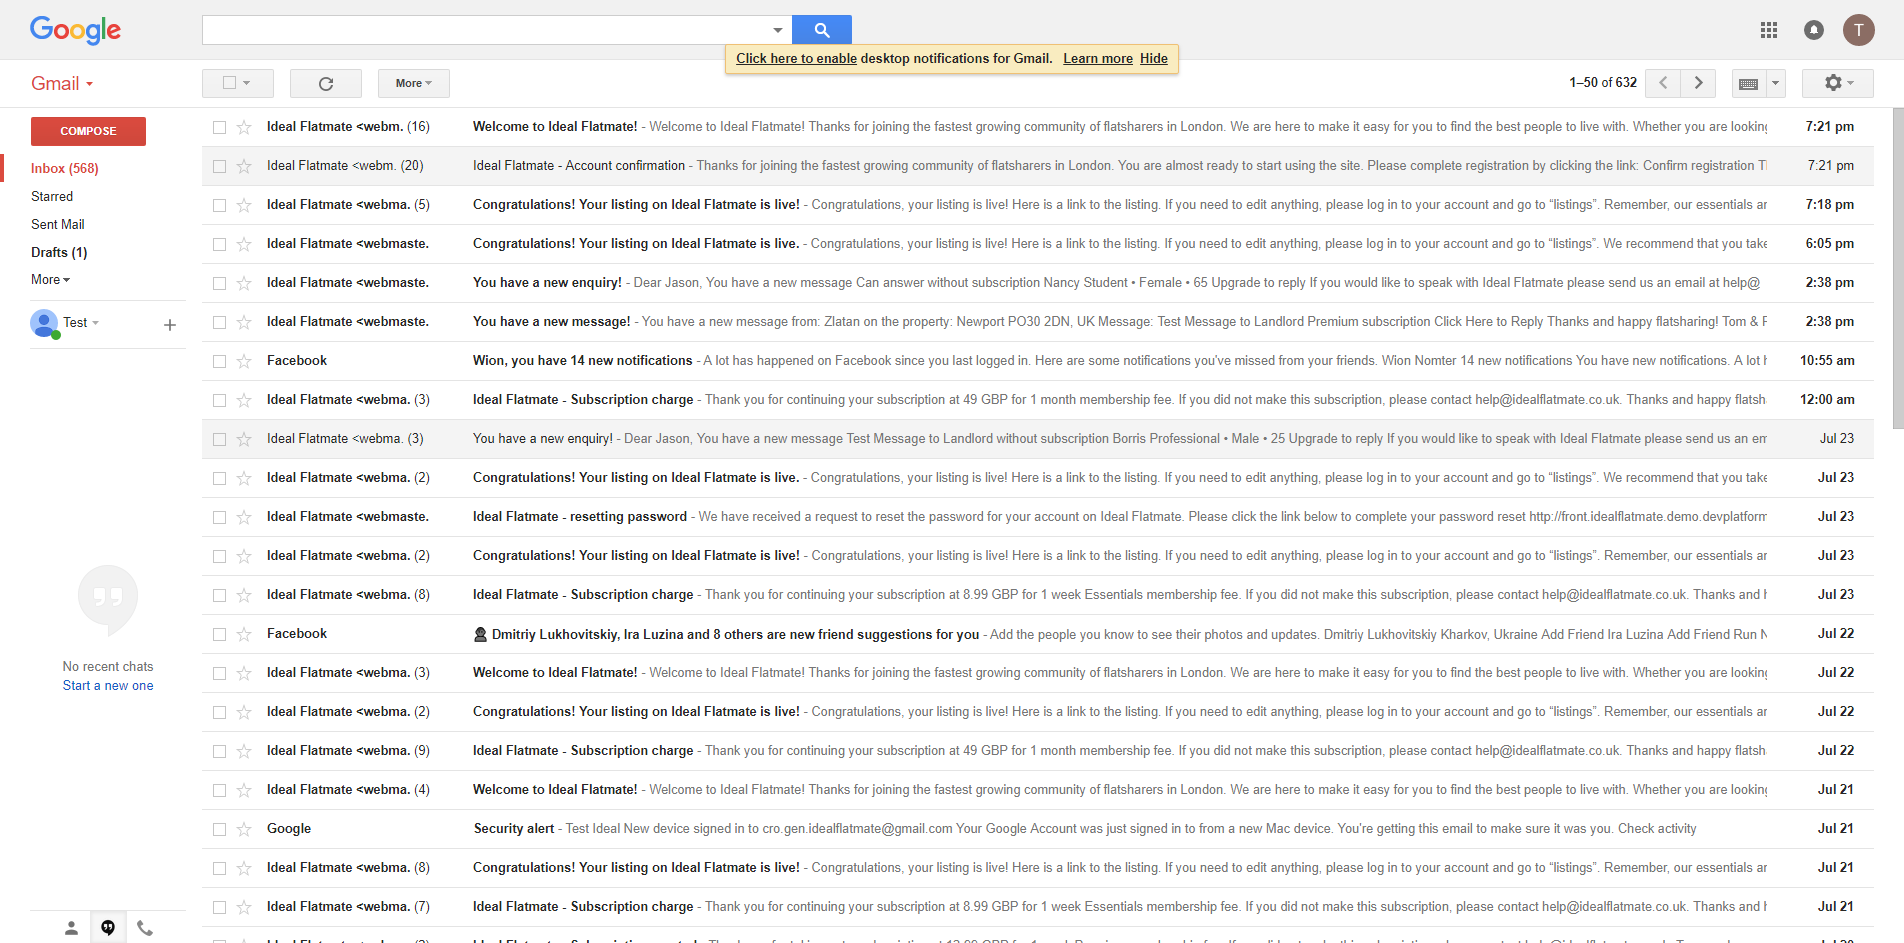 Google
Click here to enable desktop notifications for Gmail. Learn more Hide
T
Gmail
More
1–50 of 632
COMPOSE
Inbox (568)
Starred
Sent Mail
Drafts (1)
More
Test
No recent chats
Start a new one
Ideal Flatmate <webm. (16) Welcome to Ideal Flatmate! - Welcome to Ideal Flatmate! Thanks for joining the fastest growing community of flatsharers in London. We are here to make it easy for you to find the best people to live with. Whether you are looking 7:21 pm
Ideal Flatmate <webm. (20) Ideal Flatmate - Account confirmation - Thanks for joining the fastest growing community of flatsharers in London. You are almost ready to start using the site. Please complete registration by clicking the link: Confirm registration 7:21 pm
Ideal Flatmate <webma. (5) Congratulations! Your listing on Ideal Flatmate is live! - Congratulations, your listing is live! Here is a link to the listing. If you need to edit anything, please log in to your account and go to “listings”. Remember, our essentials ar 7:18 pm
Ideal Flatmate <webmaste. Congratulations! Your listing on Ideal Flatmate is live. - Congratulations, your listing is live! Here is a link to the listing. If you need to edit anything, please log in to your account and go to “listings”. We recommend that you take 6:05 pm
Ideal Flatmate <webmaste. You have a new enquiry! - Dear Jason, You have a new message Can answer without subscription Nancy Student • Female • 65 Upgrade to reply If you would like to speak with Ideal Flatmate please send us an email at help@ 2:38 pm
Ideal Flatmate <webmaste. You have a new message! - You have a new message from: Zlatan on the property: Newport PO30 2DN, UK Message: Test Message to Landlord Premium subscription Click Here to Reply Thanks and happy flatsharing! Tom & 2:38 pm
Facebook Wion, you have 14 new notifications - A lot has happened on Facebook since you last logged in. Here are some notifications you've missed from your friends. Wion Nomter 14 new notifications You have new notifications. A lot 10:55 am
Ideal Flatmate <webma. (3) Ideal Flatmate - Subscription charge - Thank you for continuing your subscription at 49 GBP for 1 month membership fee. If you did not make this subscription, please contact help@idealflatmate.co.uk. Thanks and happy flatsh 12:00 am
Ideal Flatmate <webma. (3) You have a new enquiry! - Dear Jason, You have a new message Test Message to Landlord without subscription Borris Professional • Male • 25 Upgrade to reply If you would like to speak with Ideal Flatmate please send us an em Jul 23
Ideal Flatmate <webma. (2) Congratulations! Your listing on Ideal Flatmate is live. - Congratulations, your listing is live! Here is a link to the listing. If you need to edit anything, please log in to your account and go to “listings”. We recommend that you take Jul 23
Ideal Flatmate <webmaste. Ideal Flatmate - resetting password - We have received a request to reset the password for your account on Ideal Flatmate. Please click the link below to complete your password reset http://front.idealflatmate.demo.devplatform Jul 23
Ideal Flatmate <webma. (2) Congratulations! Your listing on Ideal Flatmate is live! - Congratulations, your listing is live! Here is a link to the listing. If you need to edit anything, please log in to your account and go to “listings”. Remember, our essentials ar Jul 23
Ideal Flatmate <webma. (8) Ideal Flatmate - Subscription charge - Thank you for continuing your subscription at 8.99 GBP for 1 week Essentials membership fee. If you did not make this subscription, please contact help@idealflatmate.co.uk. Thanks and Jul 23
Facebook Dmitriy Lukhovitskiy, Ira Luzina and 8 others are new friend suggestions for you - Add the people you know to see their photos and updates. Dmitriy Lukhovitskiy Kharkov, Ukraine Add Friend Ira Luzina Add Friend Run Jul 22
Ideal Flatmate <webma. (3) Welcome to Ideal Flatmate! - Welcome to Ideal Flatmate! Thanks for joining the fastest growing community of flatsharers in London. We are here to make it easy for you to find the best people to live with. Whether you are looking Jul 22
Ideal Flatmate <webma. (2) Congratulations! Your listing on Ideal Flatmate is live! - Congratulations, your listing is live! Here is a link to the listing. If you need to edit anything, please log in to your account and go to “listings”. Remember, our essentials ar Jul 22
Ideal Flatmate <webma. (9) Ideal Flatmate - Subscription charge - Thank you for continuing your subscription at 49 GBP for 1 month membership fee. If you did not make this subscription, please contact help@idealflatmate.co.uk. Thanks and happy flatsh Jul 22
Ideal Flatmate <webma. (4) Welcome to Ideal Flatmate! - Welcome to Ideal Flatmate! Thanks for joining the fastest growing community of flatsharers in London. We are here to make it easy for you to find the best people to live with. Whether you are looking Jul 21
Google Security alert - Test Ideal New device signed in to cro.gen.idealflatmate@gmail.com Your Google Account was just signed in to from a new Mac device. You're getting this email to make sure it was you. Check activity Jul 21
Ideal Flatmate <webma. (8) Congratulations! Your listing on Ideal Flatmate is live! - Congratulations, your listing is live! Here is a link to the listing. If you need to edit anything, please log in to your account and go to “listings”. Remember, our essentials ar Jul 21
Ideal Flatmate <webma. (7) Ideal Flatmate - Subscription charge - Thank you for continuing your subscription at 8.99 GBP for 1 week Essentials membership fee. If you did not make this subscription, please contact help@idealflatmate.co.uk. Thanks and Jul 21